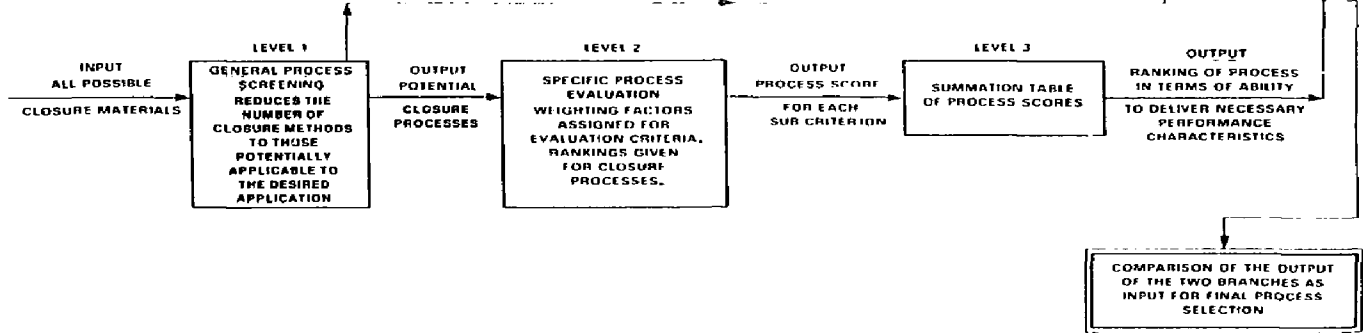 LEVEL 1
LEVEL 2
LEVEL 3
INPUT
ALL POSSIBLE
CLOSURE MATERIALS
GENERAL PROCESS
SCREENING
REDUCES THE
NUMBER OF
CLOSURE METHODS
TO THOSE
POTENTIALLY
APPLICABLE TO
THE DESIRED
APPLICATION
OUTPUT
POTENTIAL
CLOSURE
PROCESSES
SPECIFIC PROCESS
EVALUATION
WEIGHTING FACTORS
ASSIGNED FOR
EVALUATION CRITERIA.
RANKINGS GIVEN
FOR CLOSURE
PROCESSES.
OUTPUT
PROCESS SCORE
FOR EACH
SUB CRITERION
SUMMATION TABLE
OF PROCESS SCORES
OUTPUT
RANKING OF PROCESS
IN TERMS OF ABILITY
TO DELIVER NECESSARY
PERFORMANCE
CHARACTERISTICS
COMPARISON OF THE OUTPUT
OF THE TWO BRANCHES AS
INPUT FOR FINAL PROCESS
SELECTION